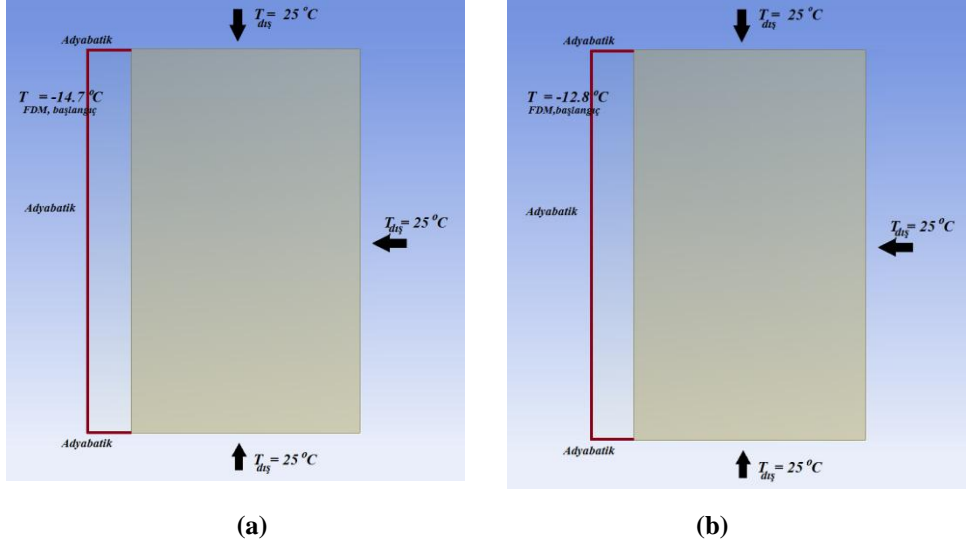 T dış = 25 °C
Adyabatik
T FDM, başlangıç = -14.7 °C
Adyabatik
T dış = 25 °C
Adyabatik
T dış = 25 °C
(a)
T dış = 25 °C
Adyabatik
T FDM,başlangıç = -12.8 °C
Adyabatik
T dış = 25 °C
Adyabatik
T dış = 25 °C
(b)